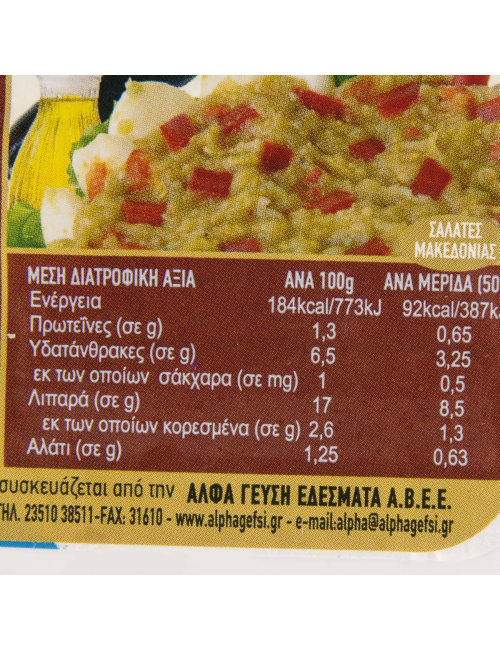 ΣΑΛΑΤΕΣ
ΜΑΚΕΔΟΝΙΑΣ
ΜΕΣΗ ΔΙΑΤΡΟΦΙΚΗ ΑΞΙΑ ΑΝΑ 100g ΑΝΑ ΜΕΡΙΔΑ (50
Ενέργεια 184kcal/773kJ 92kcal/387k
Πρωτεΐνες (σε g) 1,3 0,65
Υδατάνθρακες (σε g) 6,5 3,25
εκ των οποίων σάκχαρα (σε mg) 1 0,5
Λιπαρά (σε g) 17 8,5
εκ των οποίων κορεσμένα (σε g) 2,6 1,3
Αλάτι (σε g) 1,25 0,63
συσκευάζεται από την ΑΛΦΑ ΓΕΥΣΗ ΕΔΕΣΜΑΤΑ Α.Β.Ε.Ε.
ΤΗΛ. 23510 38511-FAX: 31610 - www.alphagefsi.gr - e-mail:alpha@alphagefsi.gr